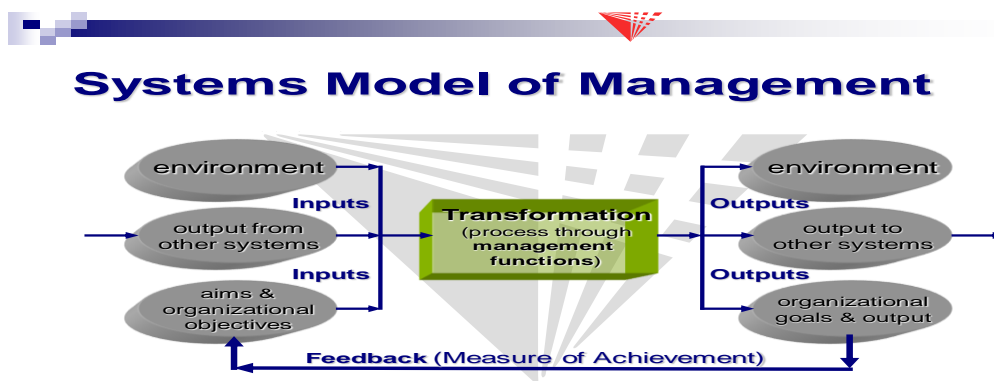 Systems Model of Management
environment
Inputs
output from
other systems
Inputs
aims &
organizational
objectives
Transformation
(process through
management
functions)
environment
Outputs
output to
other systems
Outputs
organizational
goals & output
Feedback (Measure of Achievement)